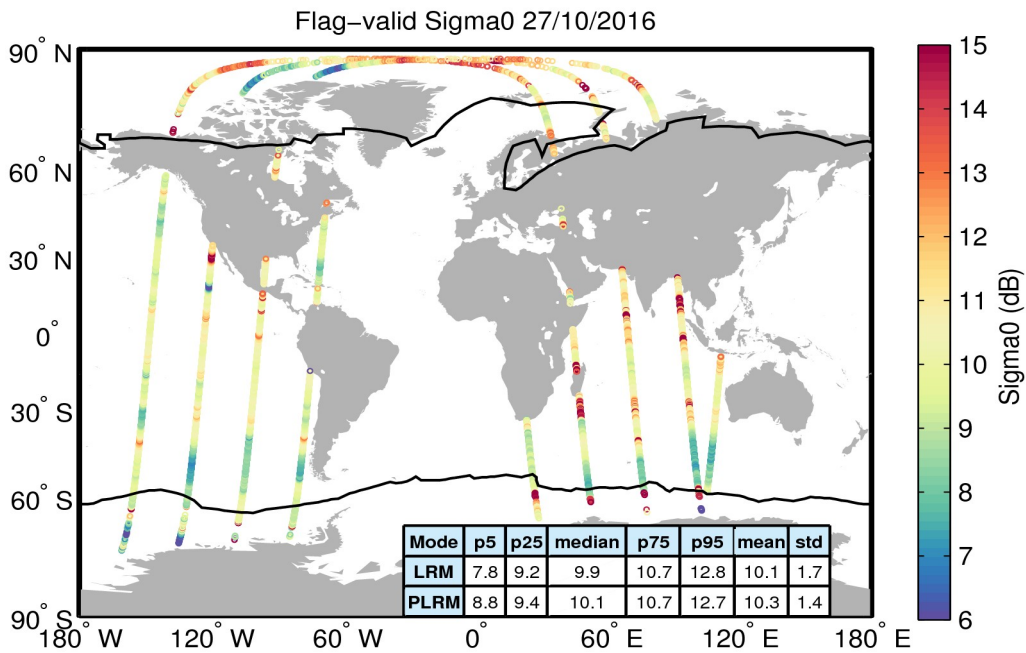 Flag−valid Sigma0 27/10/2016
90° N
60° N
30° N
0°
30° S
60° S
90° S
180° W
120° W
60° W
0°
60° E
120° E
180° E
Mode p5 p25 median p75 p95 mean std
LRM 7.8 9.2 9.9 10.7 12.8 10.1 1.7
PLRM 8.8 9.4 10.1 10.7 12.7 10.3 1.4
15
14
13
12
11
10
9
8
7
6
Sigma0 (dB)